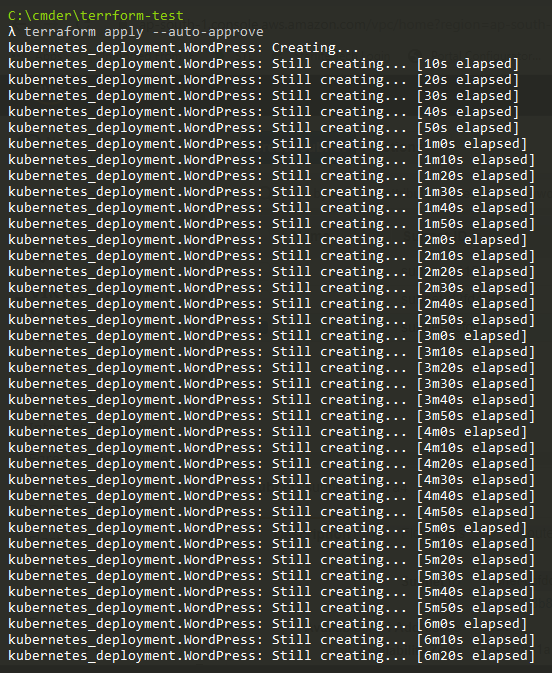 C:\cmder\terrform-test
λ terraform apply --auto-approve
kubernetes_deployment.WordPress: Creating...
kubernetes_deployment.WordPress: Still creating... [10s elapsed]
kubernetes_deployment.WordPress: Still creating... [20s elapsed]
kubernetes_deployment.WordPress: Still creating... [30s elapsed]
kubernetes_deployment.WordPress: Still creating... [40s elapsed]
kubernetes_deployment.WordPress: Still creating... [50s elapsed]
kubernetes_deployment.WordPress: Still creating... [1m0s elapsed]
kubernetes_deployment.WordPress: Still creating... [1m10s elapsed]
kubernetes_deployment.WordPress: Still creating... [1m20s elapsed]
kubernetes_deployment.WordPress: Still creating... [1m30s elapsed]
kubernetes_deployment.WordPress: Still creating... [1m40s elapsed]
kubernetes_deployment.WordPress: Still creating... [1m50s elapsed]
kubernetes_deployment.WordPress: Still creating... [2m0s elapsed]
kubernetes_deployment.WordPress: Still creating... [2m10s elapsed]
kubernetes_deployment.WordPress: Still creating... [2m20s elapsed]
kubernetes_deployment.WordPress: Still creating... [2m30s elapsed]
kubernetes_deployment.WordPress: Still creating... [2m40s elapsed]
kubernetes_deployment.WordPress: Still creating... [2m50s elapsed]
kubernetes_deployment.WordPress: Still creating... [3m0s elapsed]
kubernetes_deployment.WordPress: Still creating... [3m10s elapsed]
kubernetes_deployment.WordPress: Still creating... [3m20s elapsed]
kubernetes_deployment.WordPress: Still creating... [3m30s elapsed]
kubernetes_deployment.WordPress: Still creating... [3m40s elapsed]
kubernetes_deployment.WordPress: Still creating... [3m50s elapsed]
kubernetes_deployment.WordPress: Still creating... [4m0s elapsed]
kubernetes_deployment.WordPress: Still creating... [4m10s elapsed]
kubernetes_deployment.WordPress: Still creating... [4m20s elapsed]
kubernetes_deployment.WordPress: Still creating... [4m30s elapsed]
kubernetes_deployment.WordPress: Still creating... [4m40s elapsed]
kubernetes_deployment.WordPress: Still creating... [4m50s elapsed]
kubernetes_deployment.WordPress: Still creating... [5m0s elapsed]
kubernetes_deployment.WordPress: Still creating... [5m10s elapsed]
kubernetes_deployment.WordPress: Still creating... [5m20s elapsed]
kubernetes_deployment.WordPress: Still creating... [5m30s elapsed]
kubernetes_deployment.WordPress: Still creating... [5m40s elapsed]
kubernetes_deployment.WordPress: Still creating... [5m50s elapsed]
kubernetes_deployment.WordPress: Still creating... [6m0s elapsed]
kubernetes_deployment.WordPress: Still creating... [6m10s elapsed]
kubernetes_deployment.WordPress: Still creating... [6m20s elapsed]